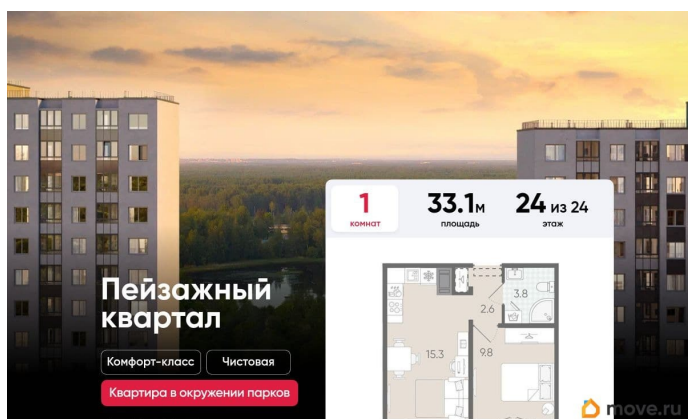 1
комнат
33.1м
площадь
24 из 24
этаж
Пейзажный
квартал
Комфорт-класс
Чистовая
Квартира в окружении парков
2.6
3.8
15.3
9.8
move.ru